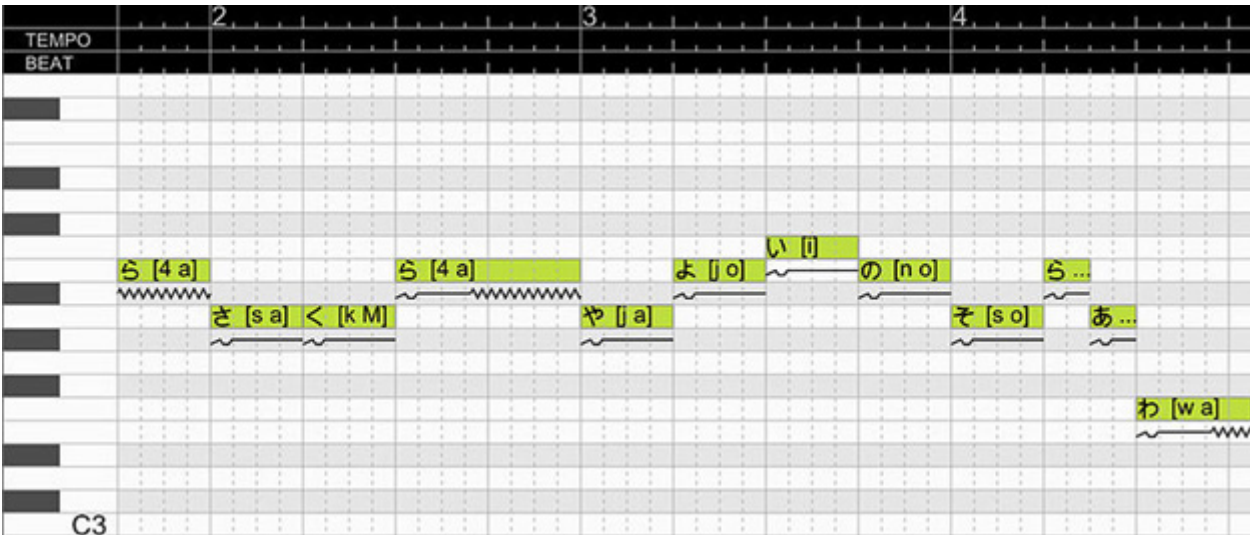 2 3 4
TEMPO
BEAT
い [i]
ら [4 a] ら [4 a] よ [j o] の [n o] ら ...
さ [s a] く [k M] や [j a] そ [s o] あ ...
わ [w a]
C3